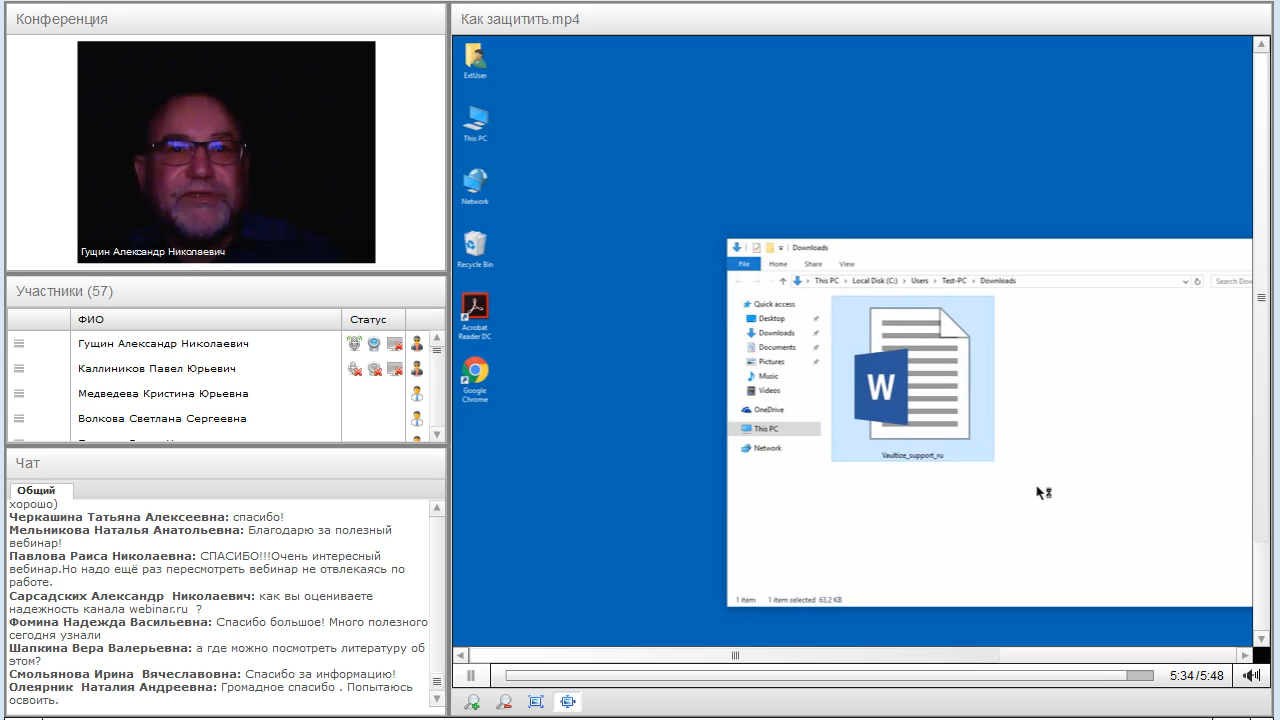 Конференция
Гущин Александр Николаевич
Участники (57)
ФИО
Статус
Гущин Александр Николаевич
Каллиников Павел Юрьевич
Медведева Кристина Юрьевна
Волкова Светлана Сергеевна
Чат
Общий
хорошо)
Черкашина Татьяна Алексеевна: спасибо!
Мельникова Наталья Анатольевна: Благодарю за полезный
вебинар!
Павлова Раиса Николаевна: СПАСИБО!!!Очень интересный
вебинар.Но надо ещё раз пересмотреть вебинар не отвлекаясь по
работе.
Сарсадских Александр Николаевич: как вы оцениваете
надежность канала webinar.ru ?
Фомина Надежда Васильевна: Спасибо большое! Много полезного
сегодня узнали
Шапкина Вера Валерьевна: а где можно посмотреть литературу об
этом?
Смольянова Ирина Вячеславовна: Спасибо за информацию!
Олеярник Наталия Андреевна: Громадное спасибо . Попытаюсь
освоить.
Как защитить.mp4
ExtUser
This PC
Network
Recycle Bin
Acrobat
Reader DC
Google
Chrome
Downloads
File Home Share View
This PC Local Disk (C:) Users Test-PC Downloads
Search Dow
Quick access
Desktop
Downloads
Documents
Pictures
Music
Videos
OneDrive
This PC
Network
W
Vaultize_support_ru
1 item 1 item selected 63,2 KB
5:34/5:48